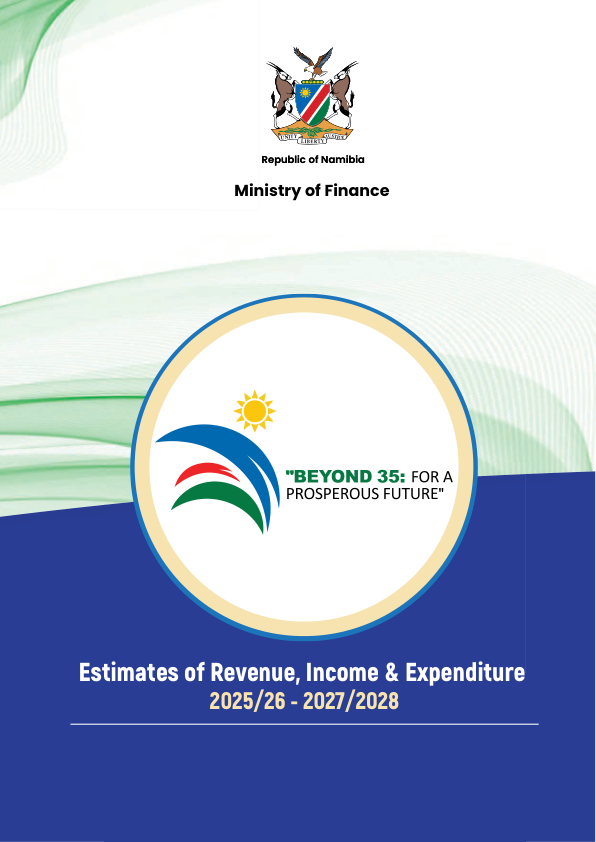 UNITY LIBERTY JUSTICE
Republic of Namibia
Ministry of Finance
"BEYOND 35: FOR A
PROSPEROUS FUTURE"
Estimates of Revenue, Income & Expenditure
2025/26 - 2027/2028